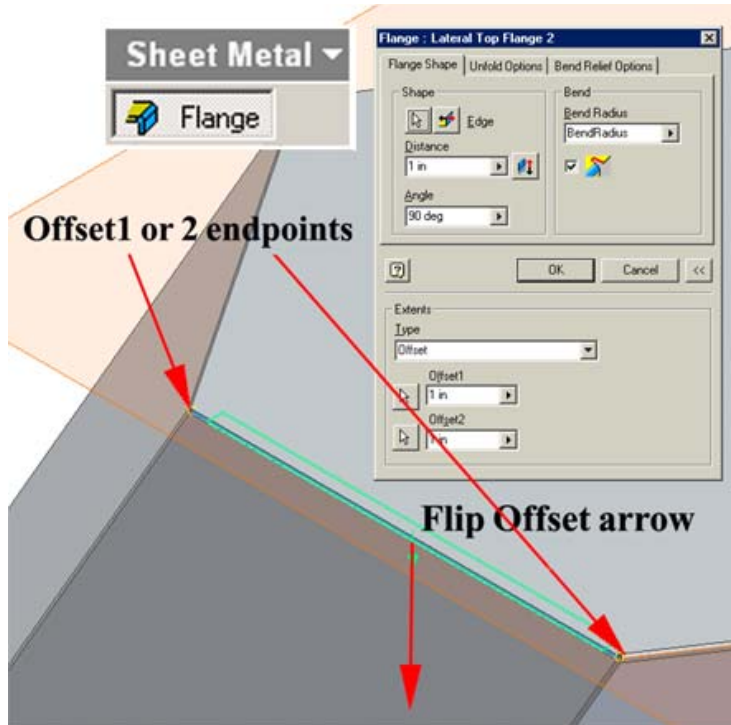 Sheet Metal
Flange
Flange : Lateral Top Flange 2
Flange Shape Unfold Options Bend Relief Options
Shape
Edge
Distance
1 in
Angle
90 deg
Bend
Bend Radius
BendRadius
OK Cancel <<
Extents
Type
Offset
Offset1
1 in
Offset2
1 in
Offset1 or 2 endpoints
Flip Offset arrow